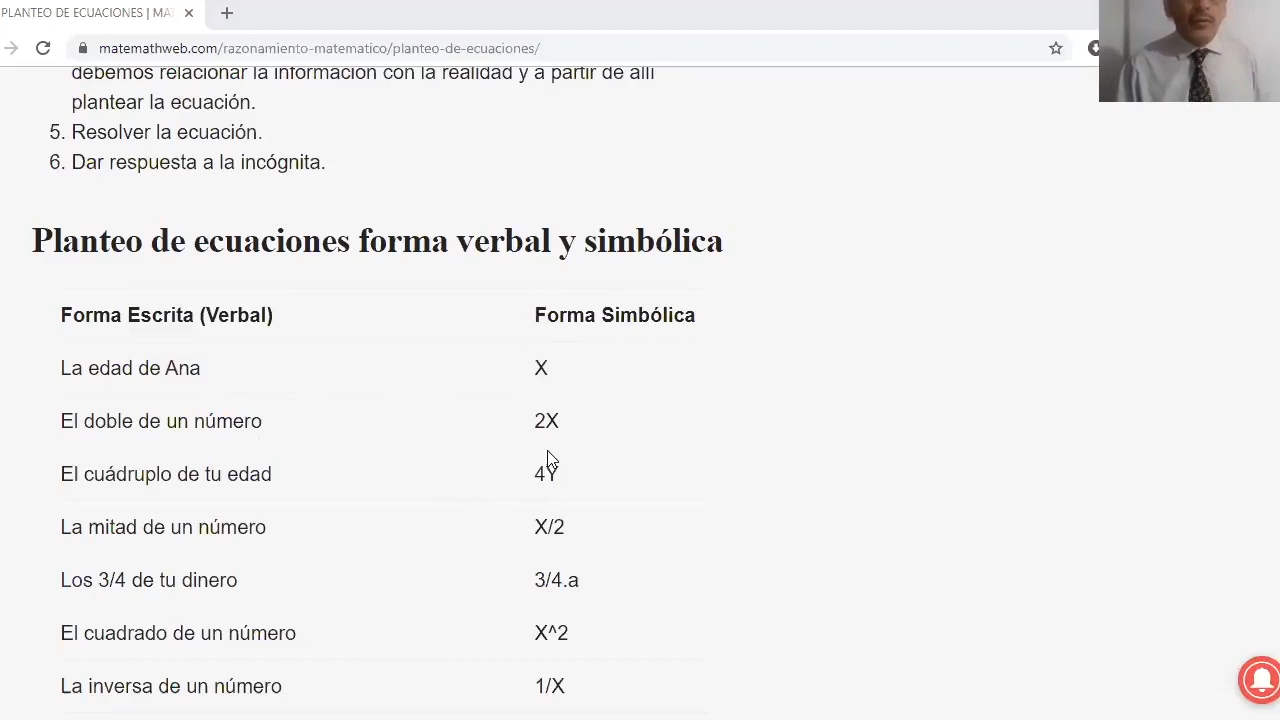 PLANTEO DE ECUACIONES | MA
matemathweb.com/razonamiento-matematico/planteo-de-ecuaciones/
debemos relacionar la información con la realidad y a partir de allí
plantear la ecuación.
5. Resolver la ecuación.
6. Dar respuesta a la incógnita.
Planteo de ecuaciones forma verbal y simbólica
Forma Escrita (Verbal) Forma Simbólica
La edad de Ana X
El doble de un número 2X
El cuádruplo de tu edad 4Y
La mitad de un número X/2
Los 3/4 de tu dinero 3/4.a
El cuadrado de un número X^2
La inversa de un número 1/X